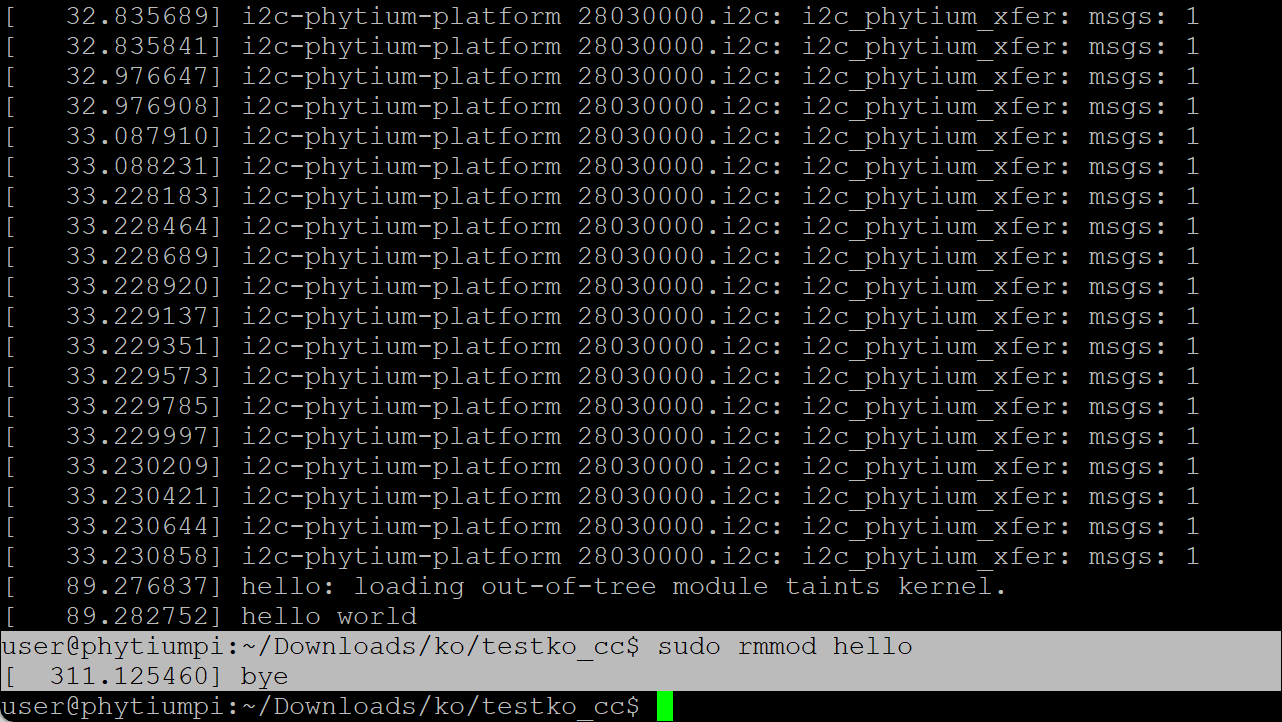 [   32.835689] i2c-phytium-platform 28030000.i2c: i2c_phytium_xfer: msgs: 1
[   32.835841] i2c-phytium-platform 28030000.i2c: i2c_phytium_xfer: msgs: 1
[   32.976647] i2c-phytium-platform 28030000.i2c: i2c_phytium_xfer: msgs: 1
[   32.976908] i2c-phytium-platform 28030000.i2c: i2c_phytium_xfer: msgs: 1
[   33.087910] i2c-phytium-platform 28030000.i2c: i2c_phytium_xfer: msgs: 1
[   33.088231] i2c-phytium-platform 28030000.i2c: i2c_phytium_xfer: msgs: 1
[   33.228183] i2c-phytium-platform 28030000.i2c: i2c_phytium_xfer: msgs: 1
[   33.228464] i2c-phytium-platform 28030000.i2c: i2c_phytium_xfer: msgs: 1
[   33.228689] i2c-phytium-platform 28030000.i2c: i2c_phytium_xfer: msgs: 1
[   33.228920] i2c-phytium-platform 28030000.i2c: i2c_phytium_xfer: msgs: 1
[   33.229137] i2c-phytium-platform 28030000.i2c: i2c_phytium_xfer: msgs: 1
[   33.229351] i2c-phytium-platform 28030000.i2c: i2c_phytium_xfer: msgs: 1
[   33.229573] i2c-phytium-platform 28030000.i2c: i2c_phytium_xfer: msgs: 1
[   33.229785] i2c-phytium-platform 28030000.i2c: i2c_phytium_xfer: msgs: 1
[   33.229997] i2c-phytium-platform 28030000.i2c: i2c_phytium_xfer: msgs: 1
[   33.230209] i2c-phytium-platform 28030000.i2c: i2c_phytium_xfer: msgs: 1
[   33.230421] i2c-phytium-platform 28030000.i2c: i2c_phytium_xfer: msgs: 1
[   33.230644] i2c-phytium-platform 28030000.i2c: i2c_phytium_xfer: msgs: 1
[   33.230858] i2c-phytium-platform 28030000.i2c: i2c_phytium_xfer: msgs: 1
[   89.276837] hello: loading out-of-tree module taints kernel.
[   89.282752] hello world
user@phytiumpi:~/Downloads/ko/testko_cc$ sudo rmmod hello
[  311.125460] bye
user@phytiumpi:~/Downloads/ko/testko_cc$